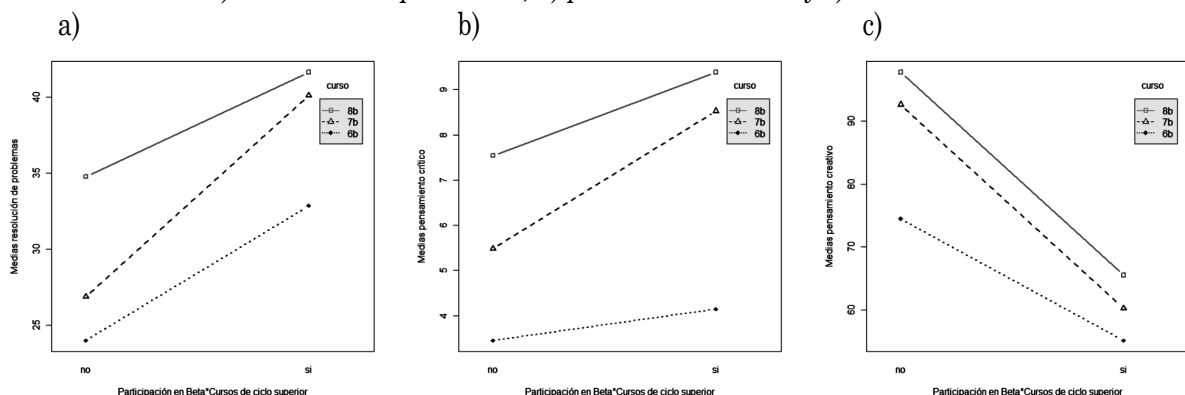 a)
b)
c)
Medias resolución de problemas
25
30
35
40
curso
8b
7b
6b
no
si
Participación en Beta*Cursos de ciclo superior
Medias pensamiento crítico
4
5
6
7
8
9
curso
8b
7b
6b
no
si
Participación en Beta*Cursos de ciclo superior
Medias pensamiento creativo
60
70
80
90
curso
8b
7b
6b
no
si
Participación en Beta*Cursos de ciclo superior